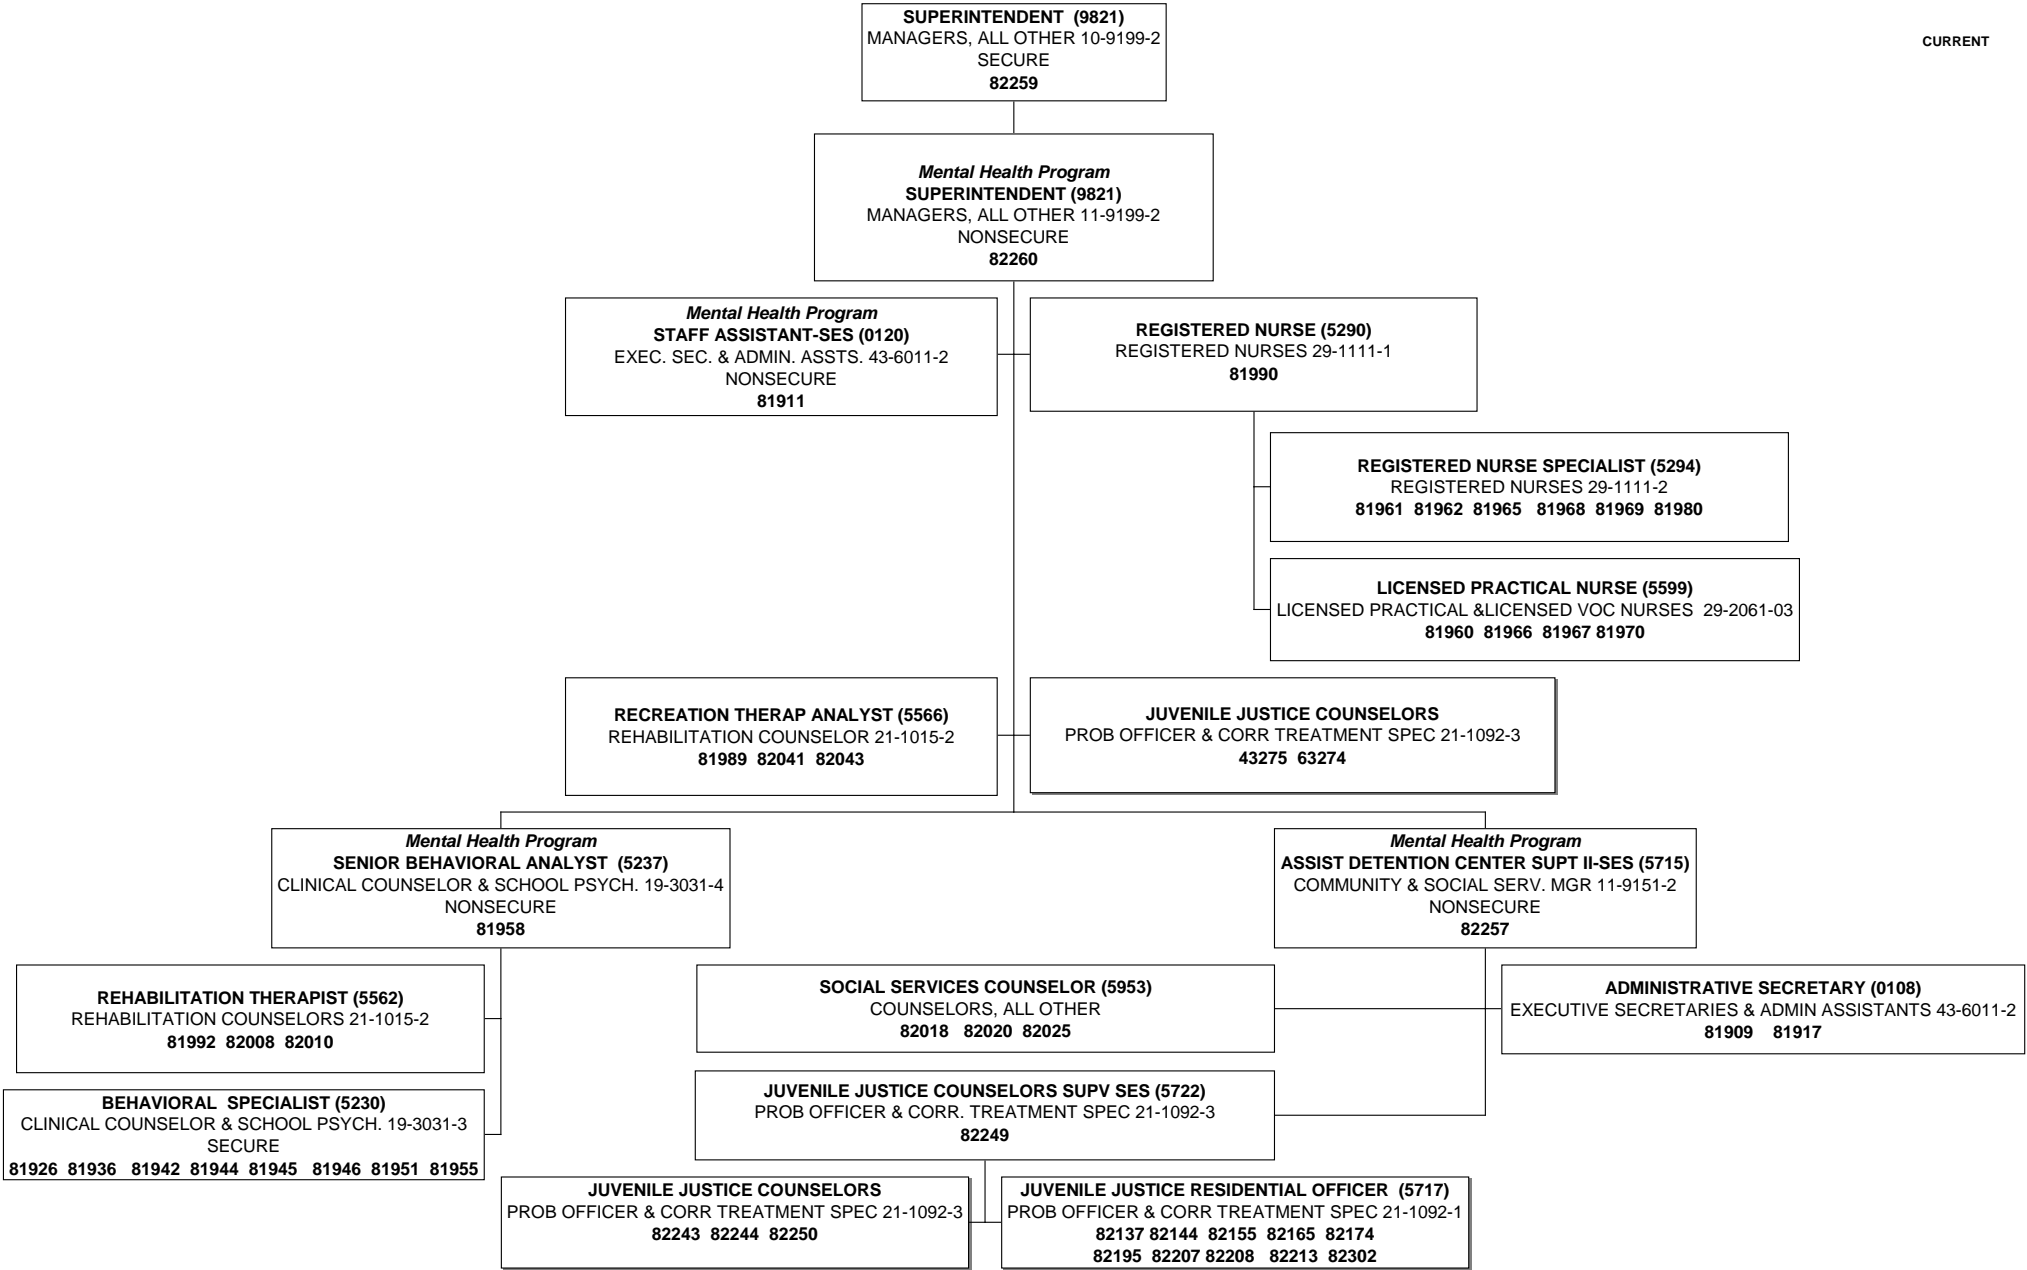 SUPERINTENDENT (9821)
MANAGERS, ALL OTHER 10-9199-2
SECURE
82259
CURRENT
Mental Health Program
SUPERINTENDENT (9821)
MANAGERS, ALL OTHER 11-9199-2
NONSECURE
82260
Mental Health Program
STAFF ASSISTANT-SES (0120)
EXEC. SEC. & ADMIN. ASSTS. 43-6011-2
NONSECURE
81911
REGISTERED NURSE (5290)
REGISTERED NURSES 29-1111-1
81990
REGISTERED NURSE SPECIALIST (5294)
REGISTERED NURSES 29-1111-2
81961 81962 81965 81968 81969 81980
LICENSED PRACTICAL NURSE (5599)
LICENSED PRACTICAL &LICENSED VOC NURSES 29-2061-03
81960 81966 81967 81970
RECREATION THERAP ANALYST (5566)
REHABILITATION COUNSELOR 21-1015-2
81989 82041 82043
JUVENILE JUSTICE COUNSELORS
PROB OFFICER & CORR TREATMENT SPEC 21-1092-3
43275 63274
Mental Health Program
SENIOR BEHAVIORAL ANALYST (5237)
CLINICAL COUNSELOR & SCHOOL PSYCH. 19-3031-4
NONSECURE
81958
Mental Health Program
ASSIST DETENTION CENTER SUPT II-SES (5715)
COMMUNITY & SOCIAL SERV. MGR 11-9151-2
NONSECURE
82257
REHABILITATION THERAPIST (5562)
REHABILITATION COUNSELORS 21-1015-2
81992 82008 82010
SOCIAL SERVICES COUNSELOR (5953)
COUNSELORS, ALL OTHER
82018 82020 82025
ADMINISTRATIVE SECRETARY (0108)
EXECUTIVE SECRETARIES & ADMIN ASSISTANTS 43-6011-2
81909 81917
BEHAVIORAL SPECIALIST (5230)
CLINICAL COUNSELOR & SCHOOL PSYCH. 19-3031-3
SECURE
81926 81936 81942 81944 81945 81946 81951 81955
JUVENILE JUSTICE COUNSELORS SUPV SES (5722)
PROB OFFICER & CORR. TREATMENT SPEC 21-1092-3
82249
JUVENILE JUSTICE COUNSELORS
PROB OFFICER & CORR TREATMENT SPEC 21-1092-3
82243 82244 82250
JUVENILE JUSTICE RESIDENTIAL OFFICER (5717)
PROB OFFICER & CORR TREATMENT SPEC 21-1092-1
82137 82144 82155 82165 82174
82195 82207 82208 82213 82302